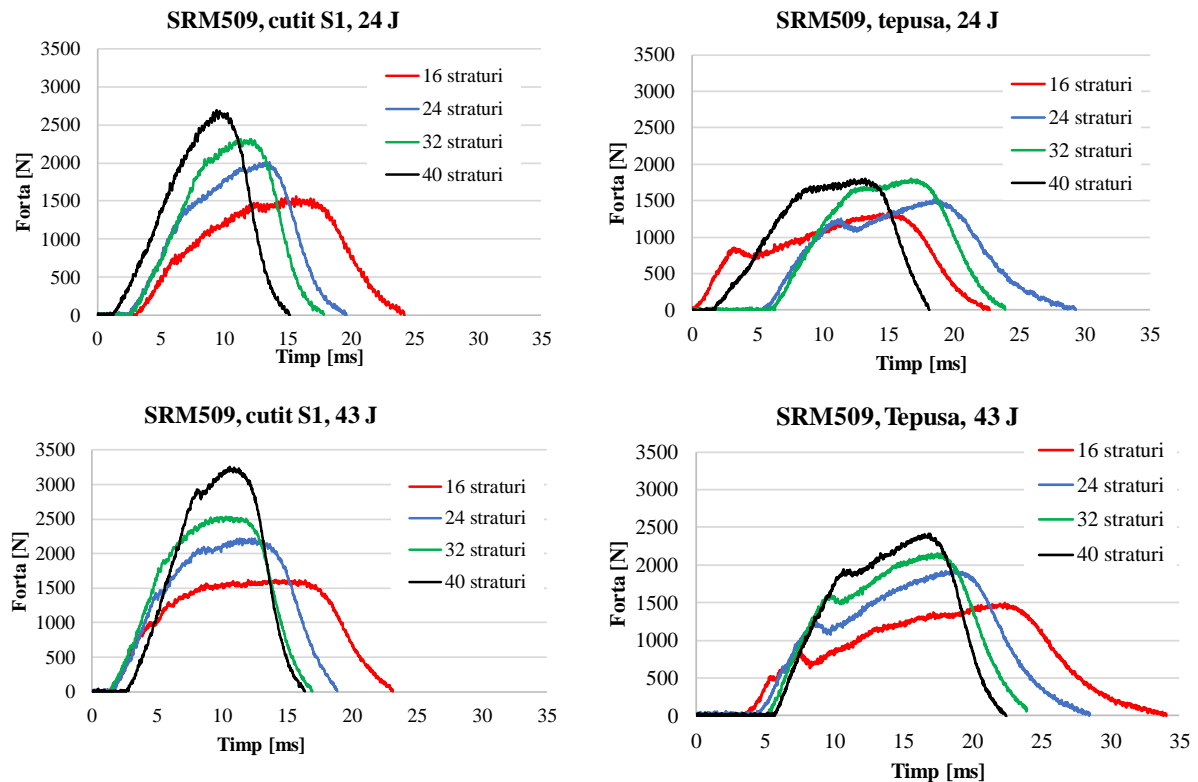 SRM509, cutit S1, 24 J
3500
3000
2500
2000
1500
1000
500
0
Forta [N]
16 straturi
24 straturi
32 straturi
40 straturi
0 5 10 15 20 25 30 35
Timp [ms]
SRM509, tepusa, 24 J
3500
3000
2500
2000
1500
1000
500
0
Forta [N]
16 straturi
24 straturi
32 straturi
40 straturi
0 5 10 15 20 25 30 35
Timp [ms]
SRM509, cutit S1, 43 J
3500
3000
2500
2000
1500
1000
500
0
Forta [N]
16 straturi
24 straturi
32 straturi
40 straturi
0 5 10 15 20 25 30 35
Timp [ms]
SRM509, Tepusa, 43 J
3500
3000
2500
2000
1500
1000
500
0
Forta [N]
16 straturi
24 straturi
32 straturi
40 straturi
0 5 10 15 20 25 30 35
Timp [ms]